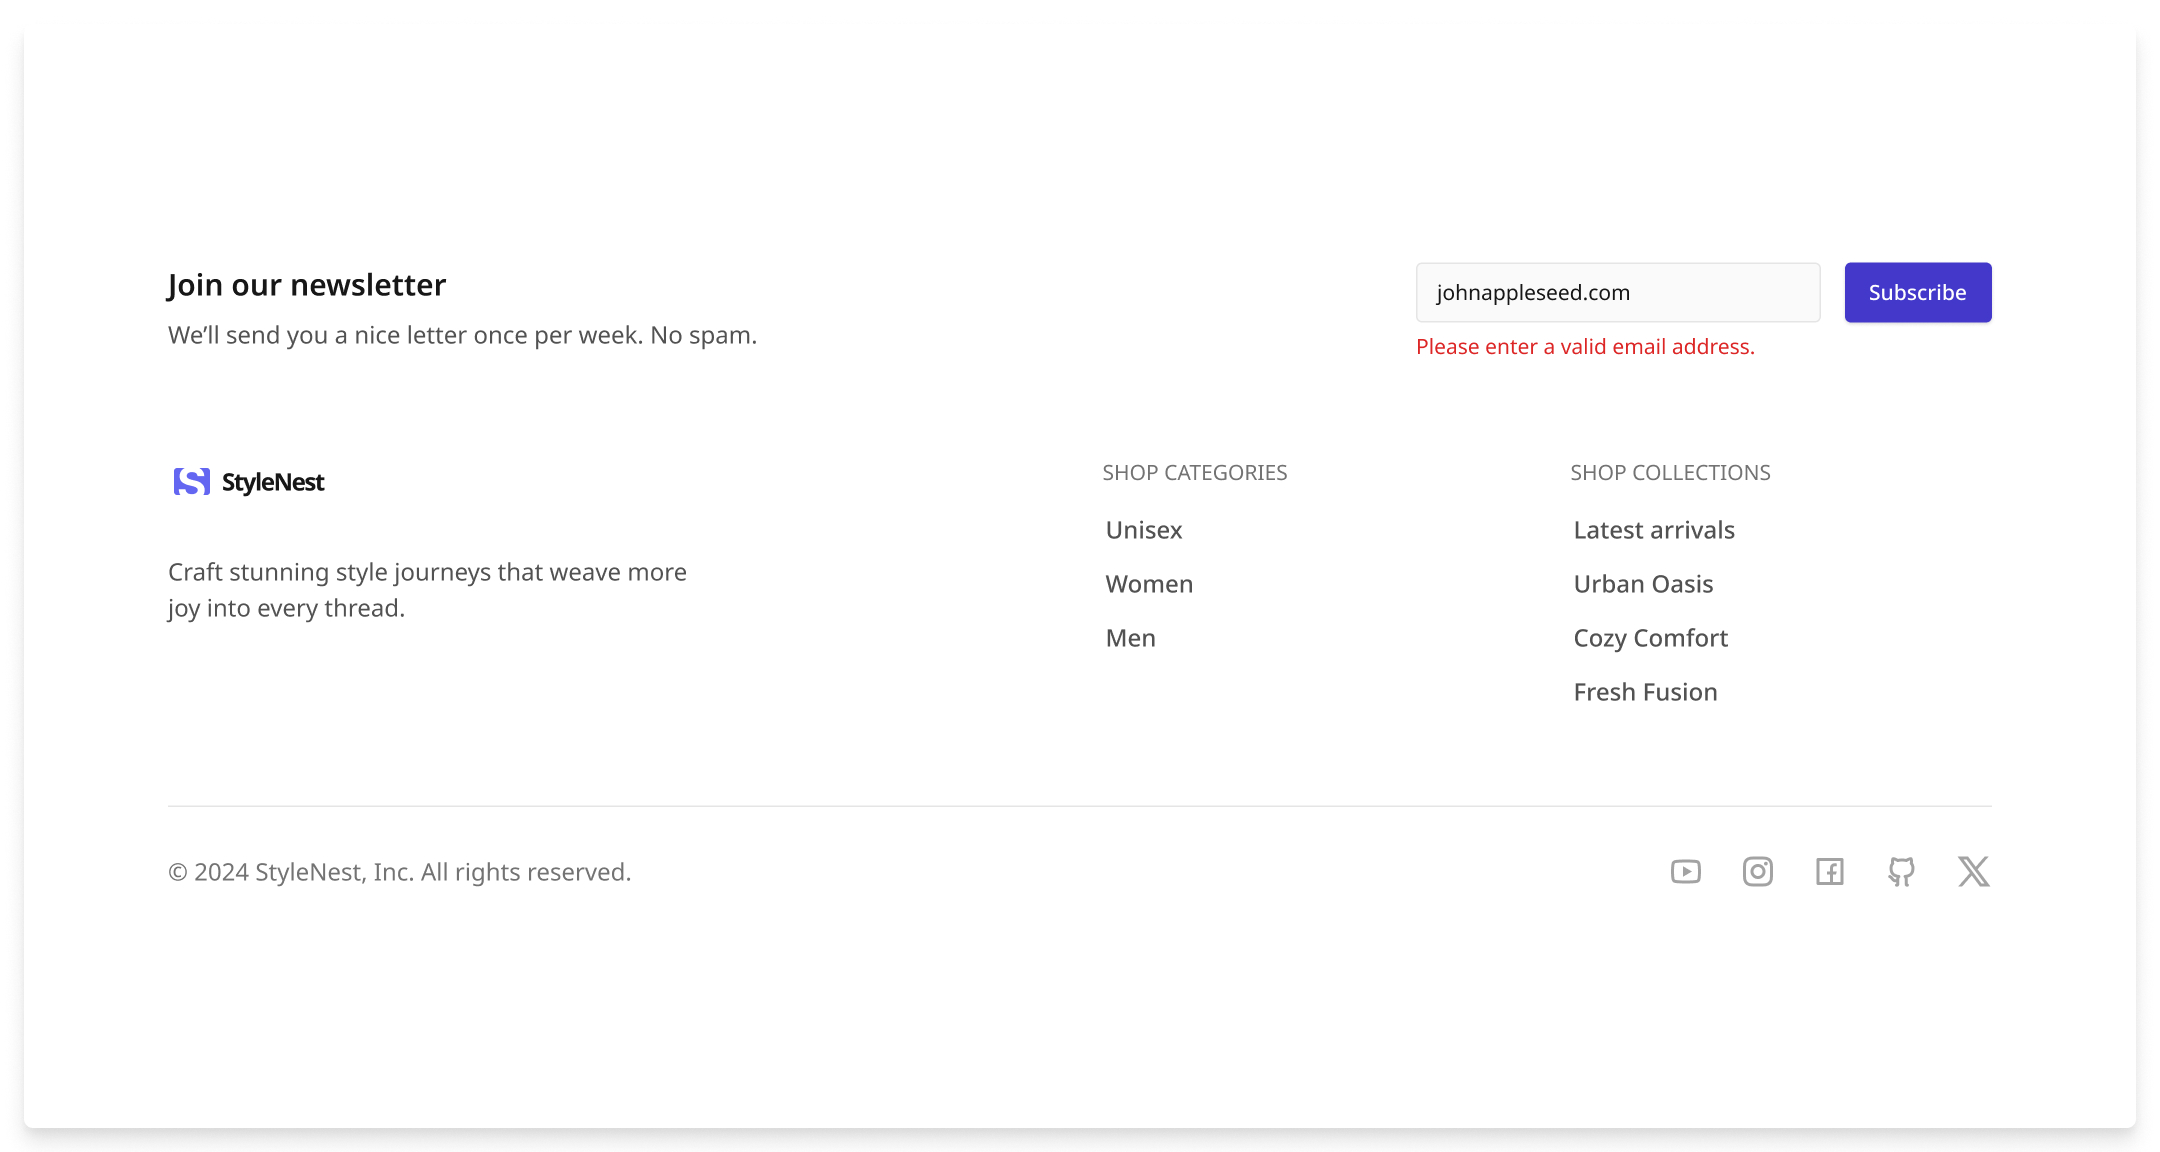 Join our newsletter
We’ll send you a nice letter once per week. No spam.
johnappleseed.com
Subscribe
Please enter a valid email address.
StyleNest
Craft stunning style journeys that weave more
joy into every thread.
SHOP CATEGORIES
Unisex
Women
Men
SHOP COLLECTIONS
Latest arrivals
Urban Oasis
Cozy Comfort
Fresh Fusion
© 2024 StyleNest, Inc. All rights reserved.